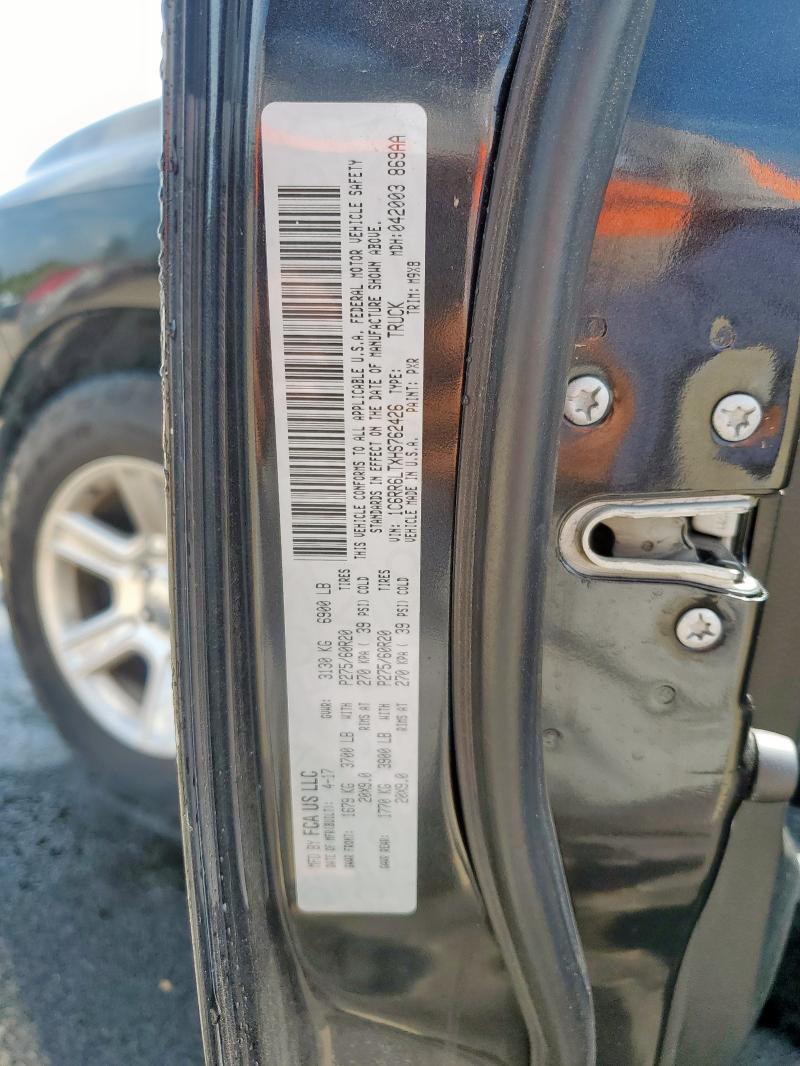 MFD BY FCA US LLC
DATE OF MFR(BUILT): 4-17 GVWR: 3130 KG 6900 LB
GAWR FRONT: 1679 KG 3700 LB WITH P275/60R20 TIRES
20X9.0 RIMS AT 270 KPA( 39 PSI) COLD
GAWR REAR: 1770 KG 3900 LB WITH P275/60R20 TIRES
20X9.0 RIMS AT 270 KPA( 39 PSI) COLD
THIS VEHICLE CONFORMS TO ALL APPLICABLE U.S.A. FEDERAL MOTOR VEHICLE SAFETY
STANDARDS IN EFFECT ON THE DATE OF MANUFACTURE SHOWN ABOVE.
VIN: 1C6RR6LTXHS762426 TYPE: TRUCK MDH:042003 869AA
VEHICLE MADE IN U.S.A. PAINT: PXR TRIM: M9X8